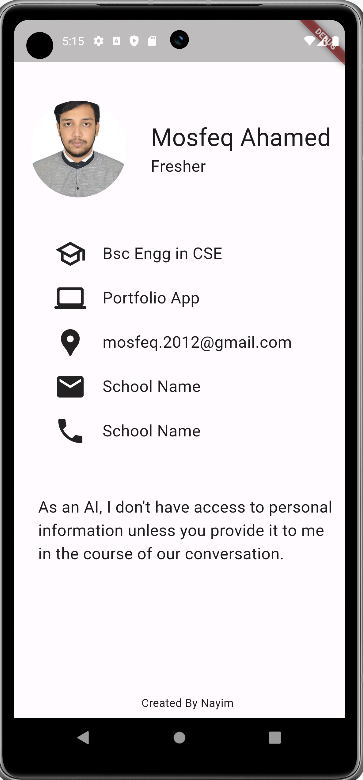 5:15
DEBUG
Mosfeq Ahamed
Fresher
Bsc Engg in CSE
Portfolio App
mosfeq.2012@gmail.com
School Name
School Name
As an AI, I don't have access to personal
information unless you provide it to me
in the course of our conversation.
Created By Nayim